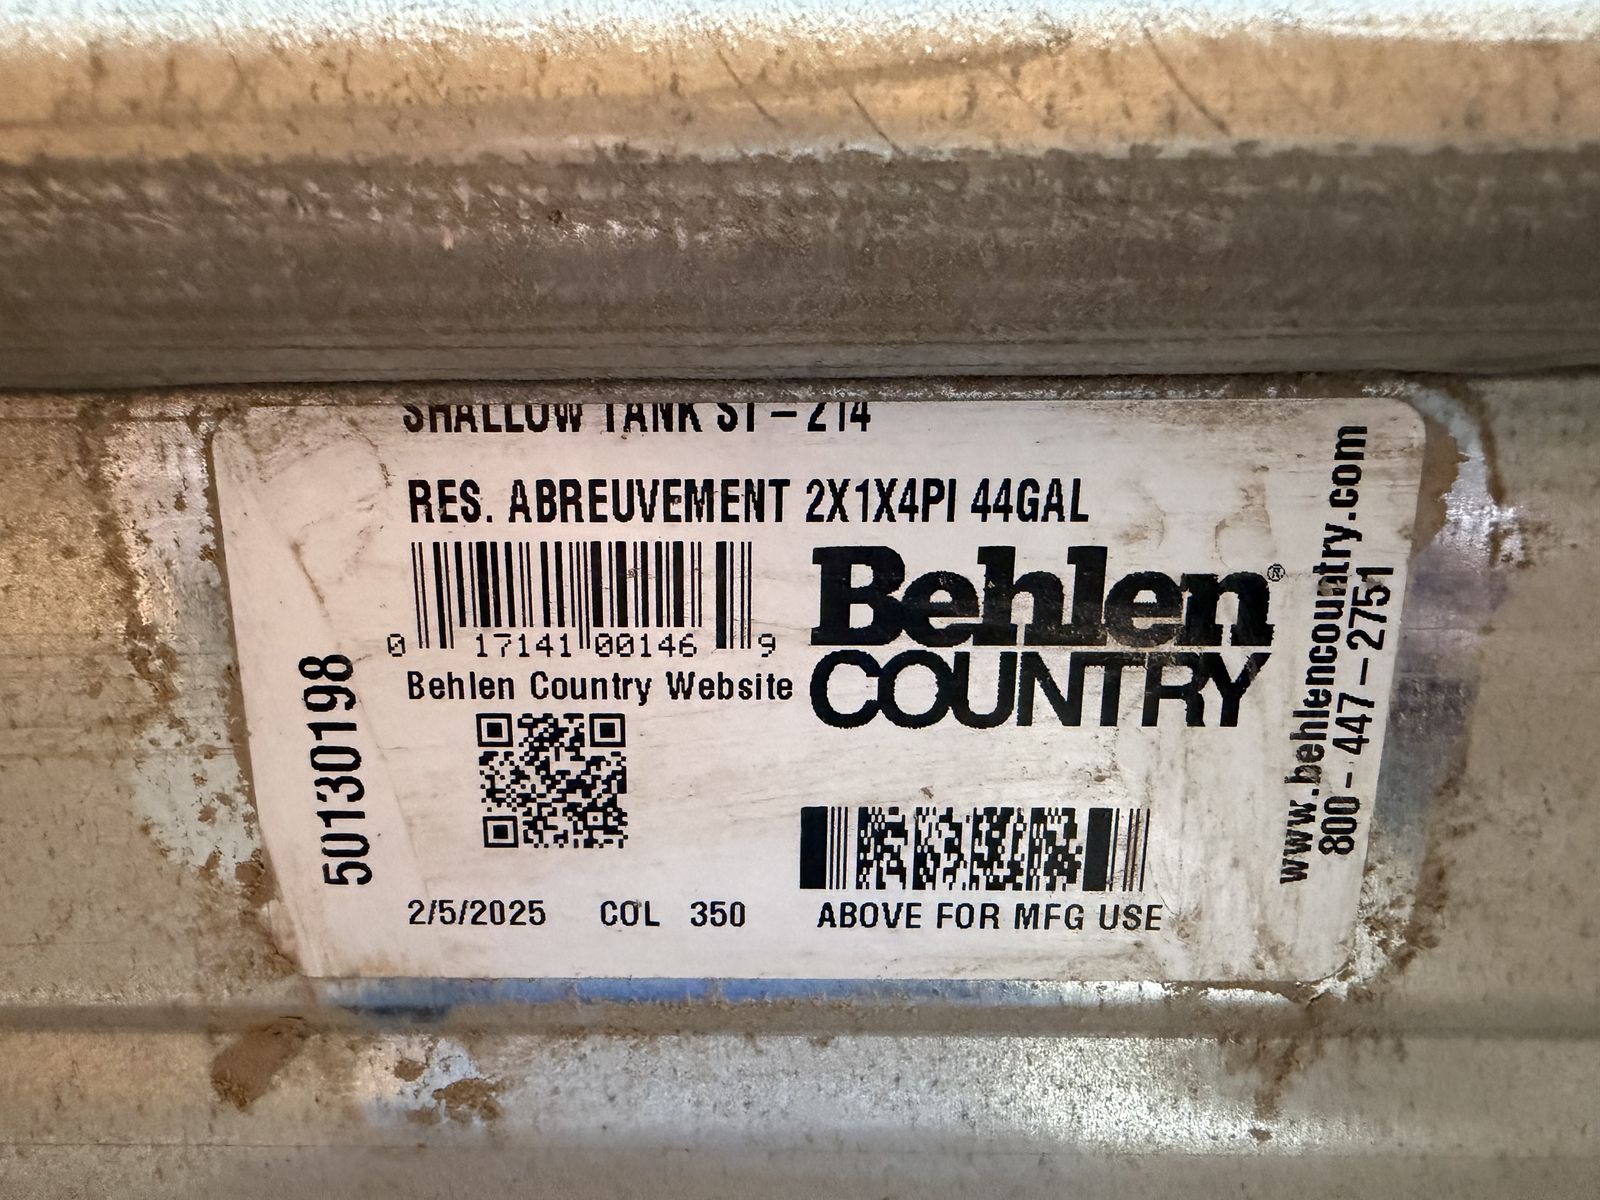 SHALLOW TANK ST-214
RES. ABREUVEMENT 2X1X4PI 44GAL
0 17141 00146 9
Behlen Country Website
Behlen®
COUNTRY
50130198
www.behlencountry.com
800-447-2751
2/5/2025 COL 350
ABOVE FOR MFG USE